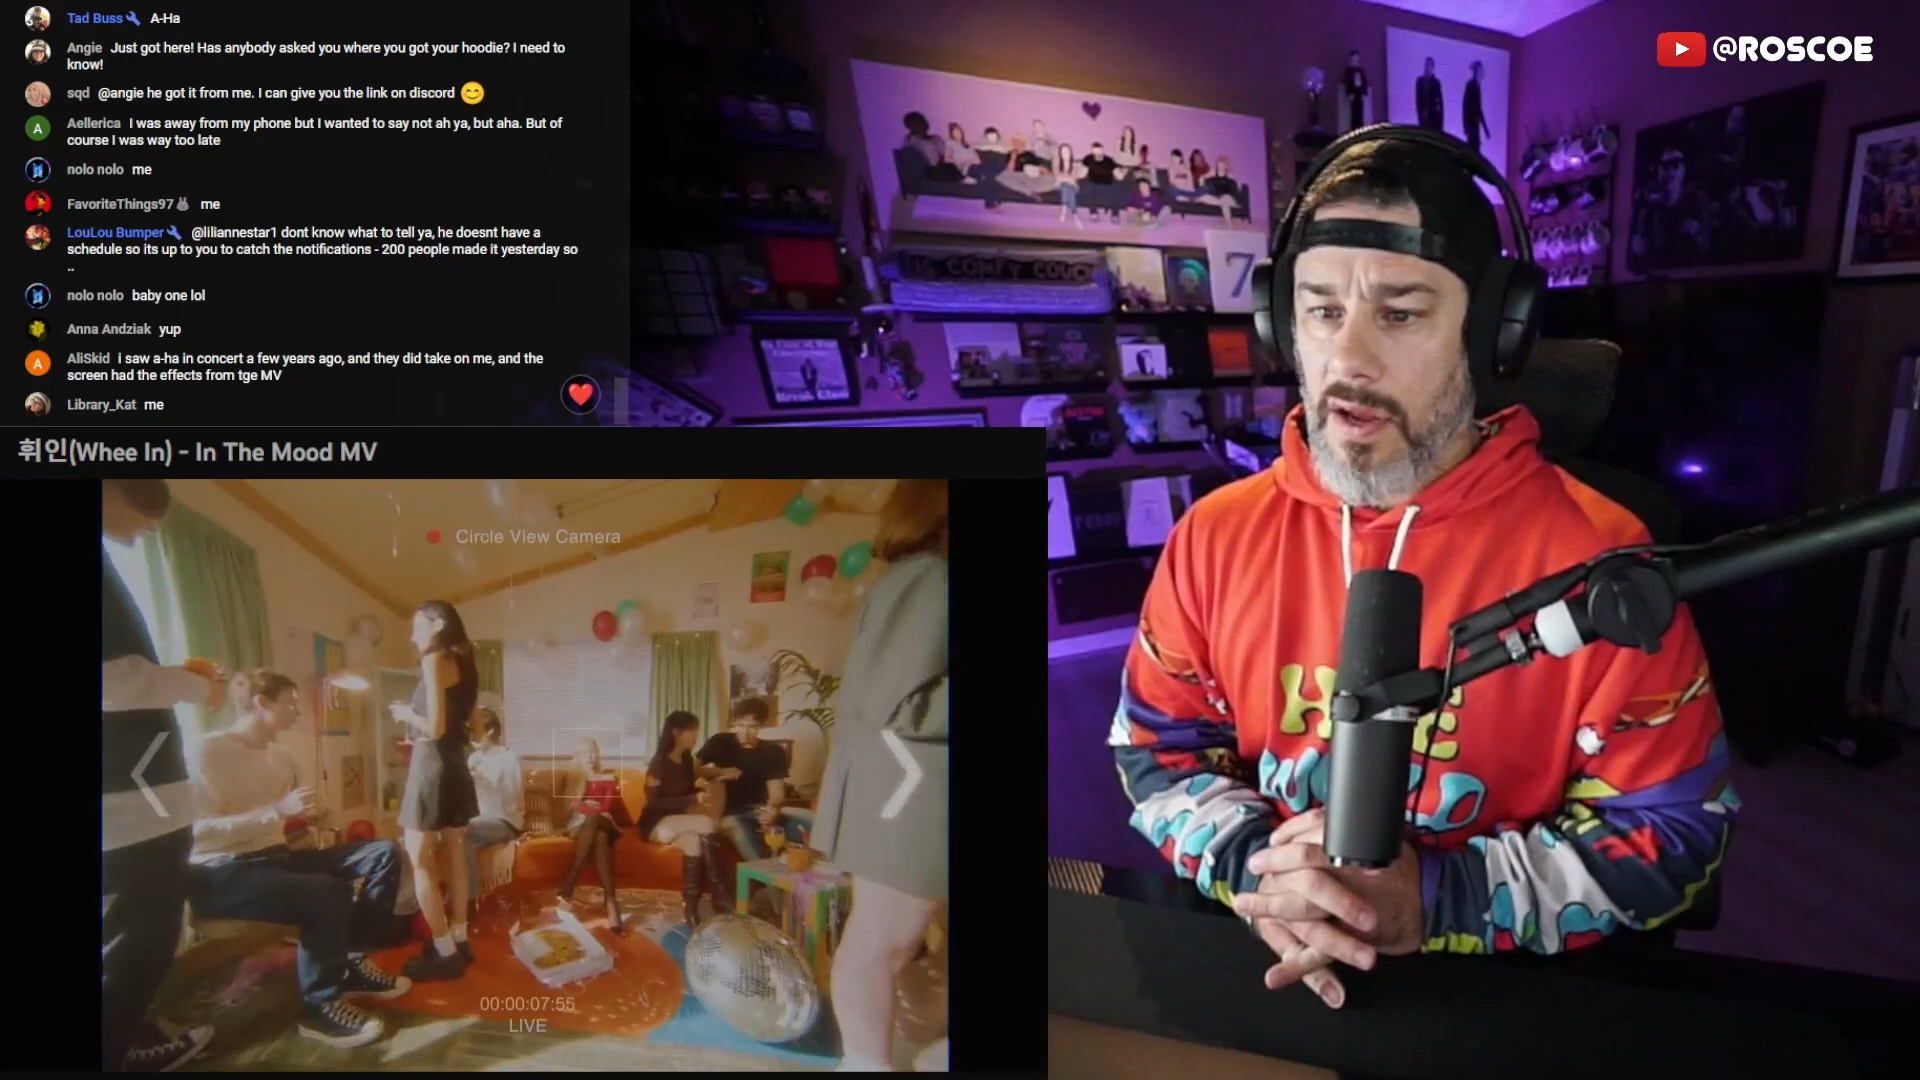 Tad Buss A-Ha
Angie Just got here! Has anybody asked you where you got your hoodie? I need to
know!
sqd @angie he got it from me. I can give you the link on discord 😊
A Aellerica I was away from my phone but I wanted to say not ah ya, but aha. But of
course I was way too late
nolo nolo me
FavoriteThings97 me
LouLou Bumper @liliannestar1 dont know what to tell ya, he doesnt have a
schedule so its up to you to catch the notifications - 200 people made it yesterday so
..
nolo nolo baby one lol
Anna Andziak yup
A AliSkid i saw a-ha in concert a few years ago, and they did take on me, and the
screen had the effects from tge MV
Library_Kat me
휘인(Whee In) - In The Mood MV
Circle View Camera
00:00:07:55
LIVE
@ROSCOE
COMFY COUCH
7